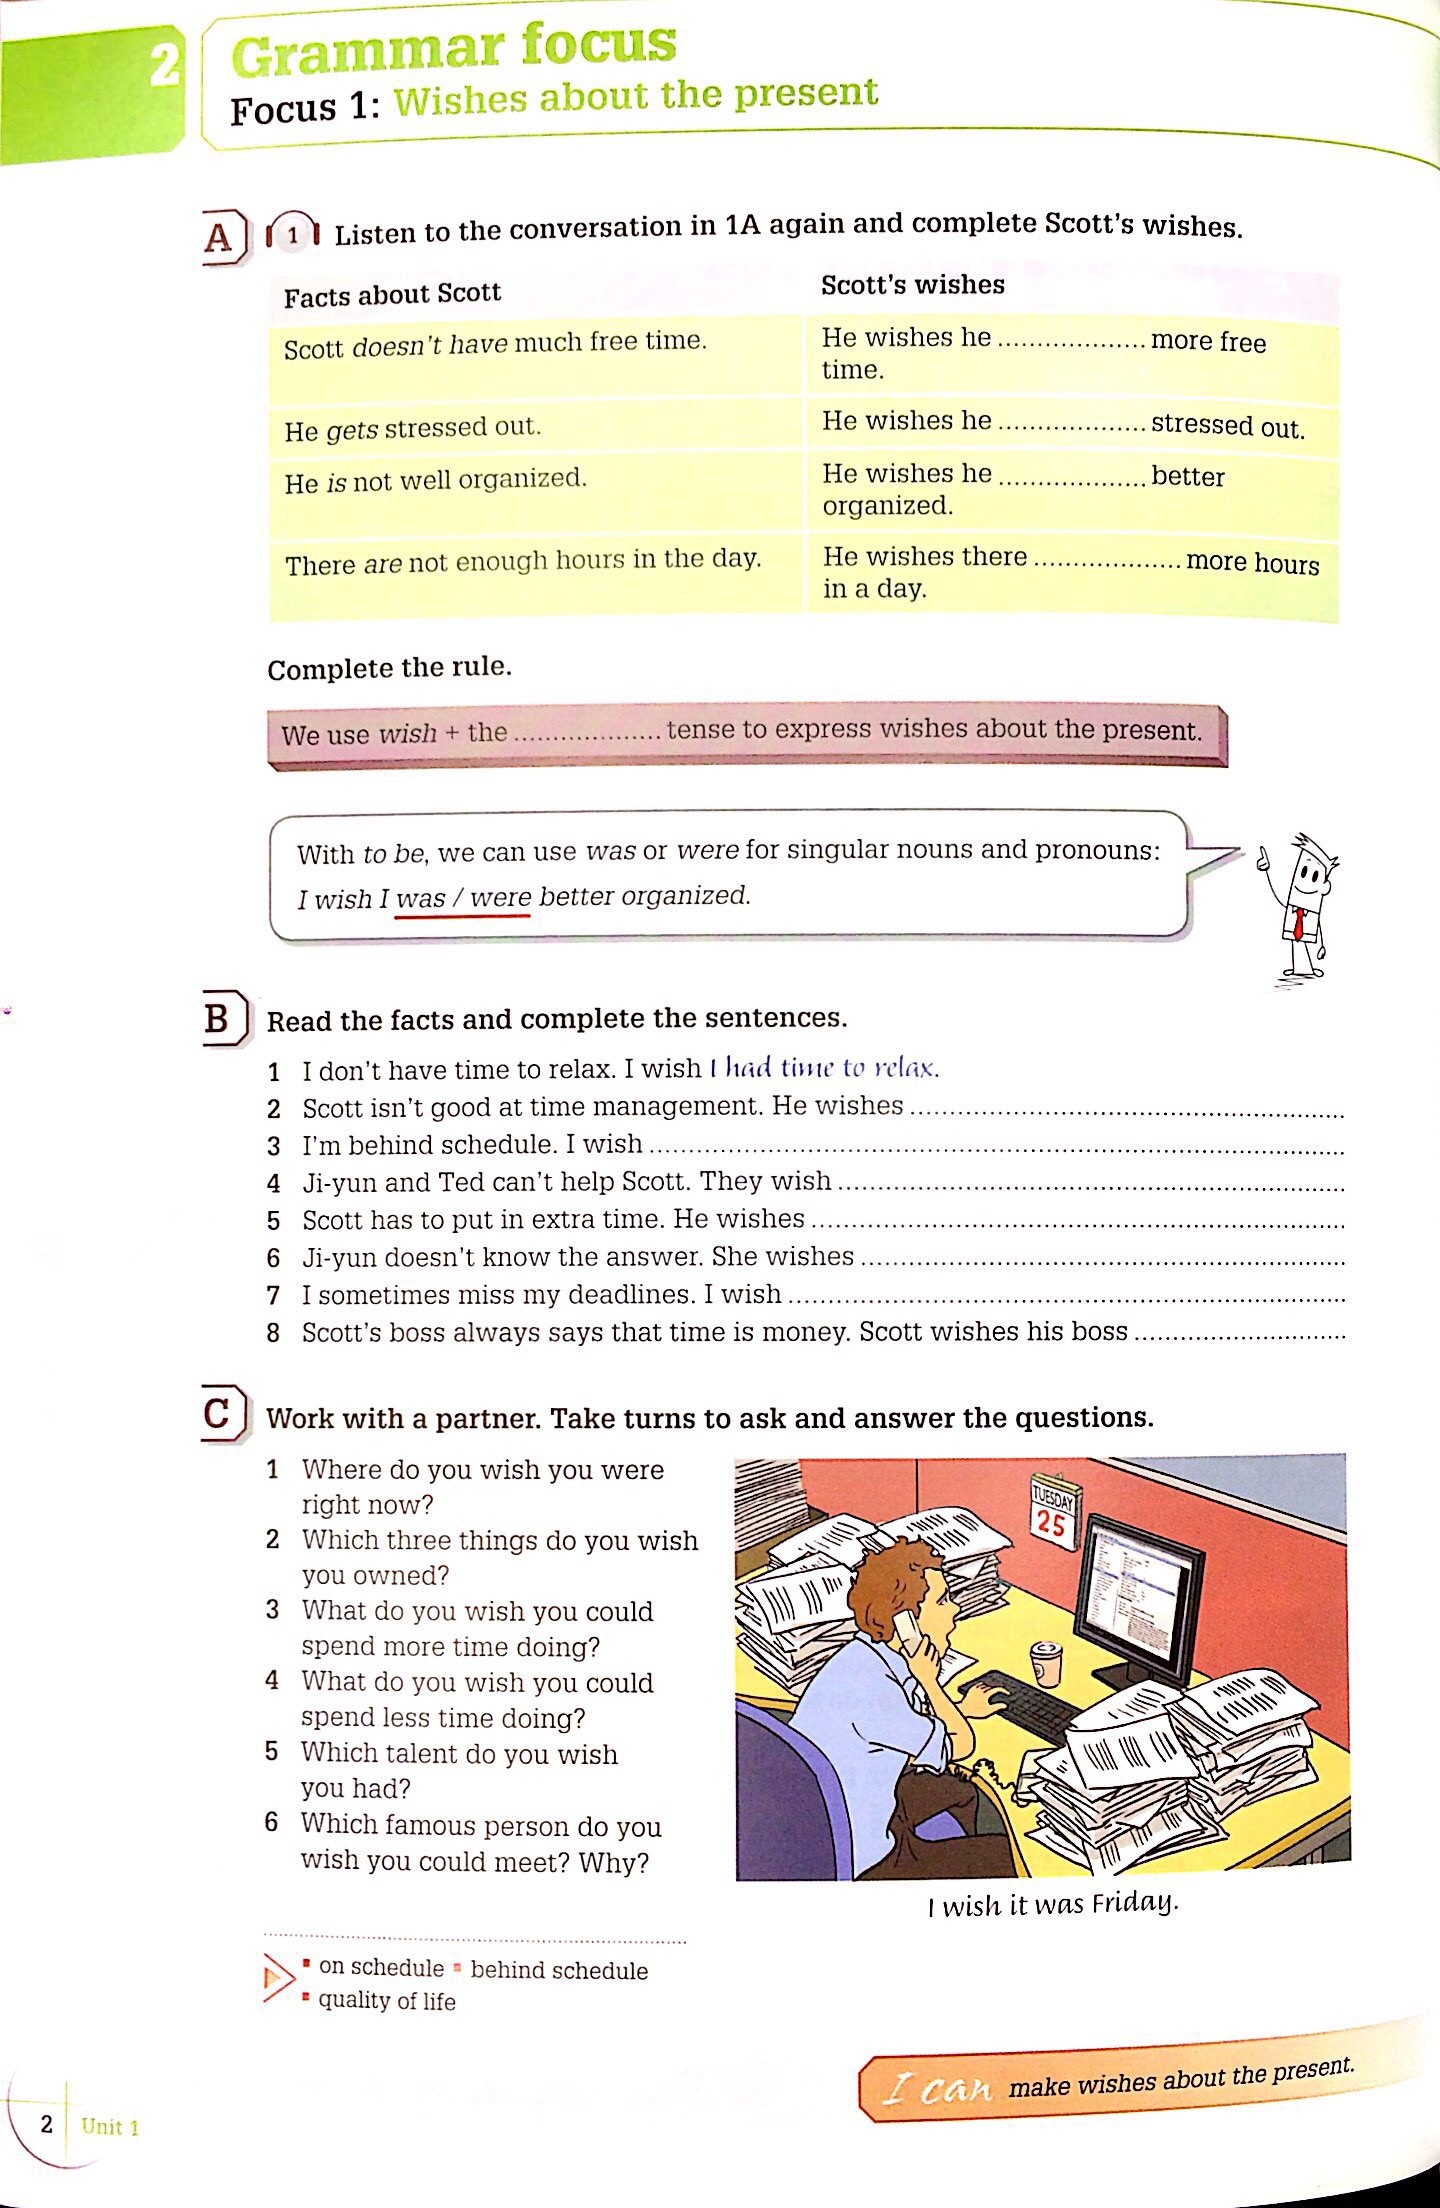 2
Grammar focus
Focus 1: Wishes about the present
A 1 Listen to the conversation in 1A again and complete Scott's wishes.
Facts about Scott
Scott's wishes
Scott doesn't have much free time.
He wishes he ................... more free
time.
He gets stressed out.
He wishes he ................... stressed out.
He is not well organized.
He wishes he ................... better
organized.
There are not enough hours in the day.
He wishes there ................... more hours
in a day.
Complete the rule.
We use wish + the ................... tense to express wishes about the present.
With to be, we can use was or were for singular nouns and pronouns:
I wish I was / were better organized.
B Read the facts and complete the sentences.
1 I don't have time to relax. I wish I had time to relax.
2 Scott isn't good at time management. He wishes ...................
3 I'm behind schedule. I wish ...................
4 Ji-yun and Ted can't help Scott. They wish ...................
5 Scott has to put in extra time. He wishes ...................
6 Ji-yun doesn't know the answer. She wishes ...................
7 I sometimes miss my deadlines. I wish ...................
8 Scott's boss always says that time is money. Scott wishes his boss ...................
C Work with a partner. Take turns to ask and answer the questions.
1 Where do you wish you were
right now?
2 Which three things do you wish
you owned?
3 What do you wish you could
spend more time doing?
4 What do you wish you could
spend less time doing?
5 Which talent do you wish
you had?
6 Which famous person do you
wish you could meet? Why?
TUESDAY
25
I wish it was Friday.
▪ on schedule ▪ behind schedule
▪ quality of life
I can make wishes about the present.
2 Unit 1